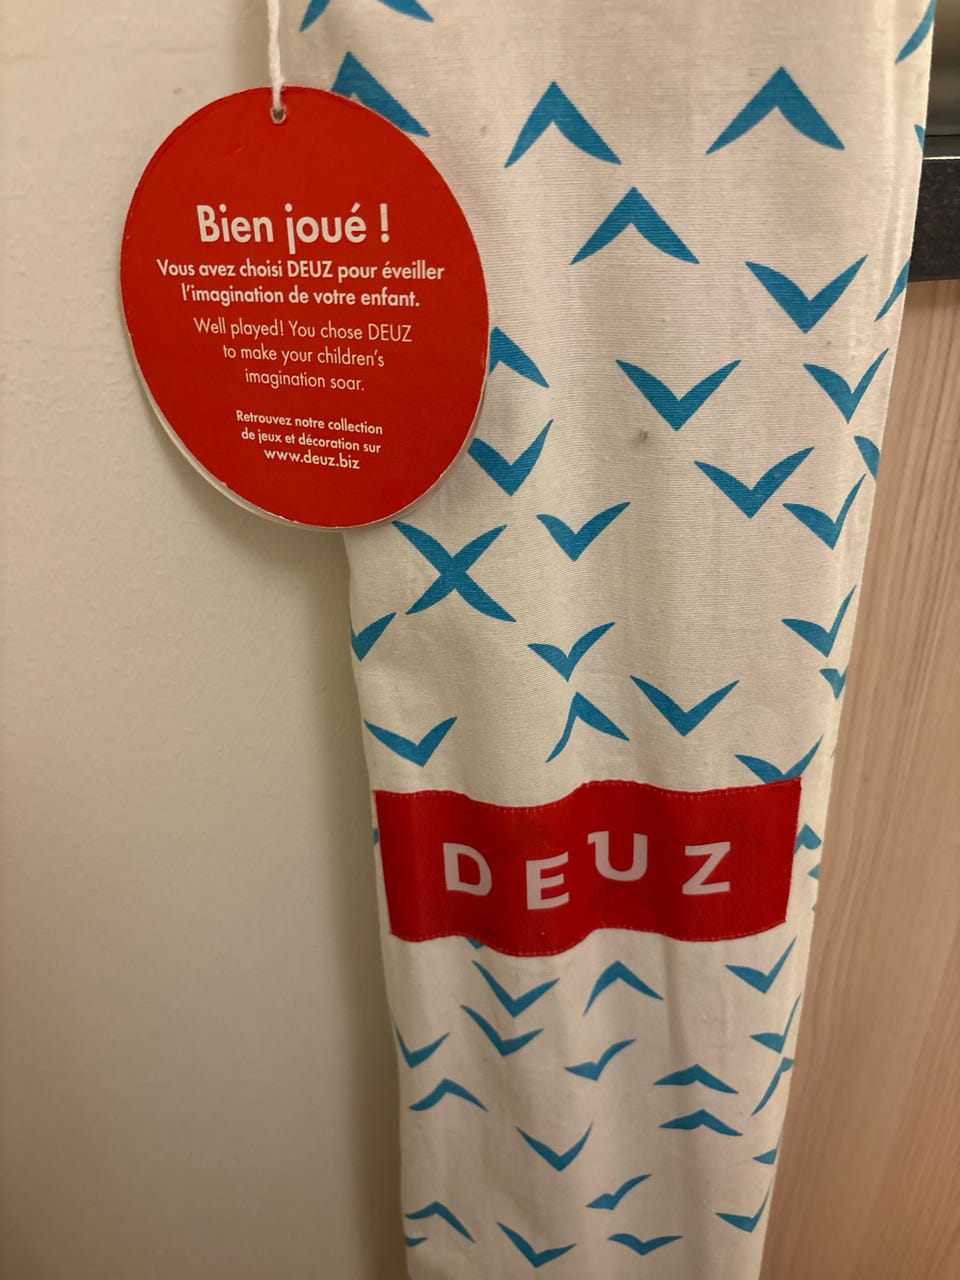 Bien joué !
Vous avez choisi DEUZ pour éveiller
l'imagination de votre enfant.
Well played! You chose DEUZ
to make your children's
imagination soar.
Retrouvez notre collection
de jeux et décoration sur
www.deuz.biz
DEUZ